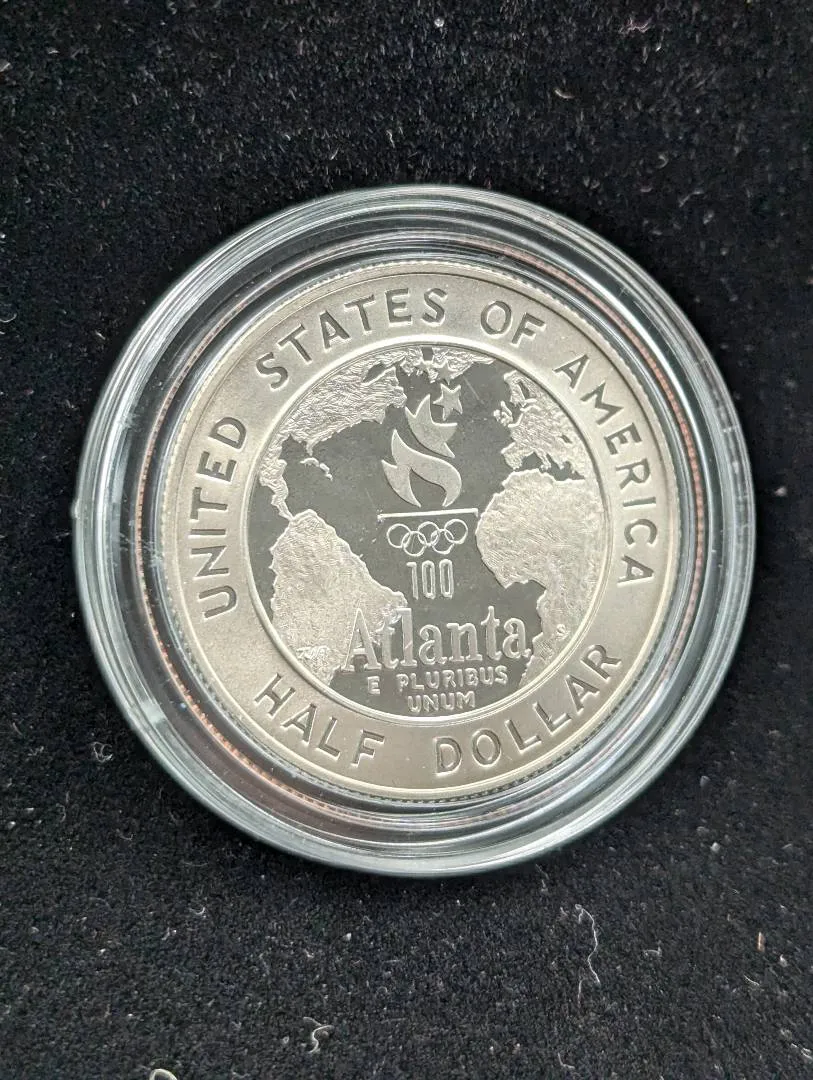 UNITED STATES OF AMERICA
100
Atlanta
E PLURIBUS
UNUM
HALF DOLLAR